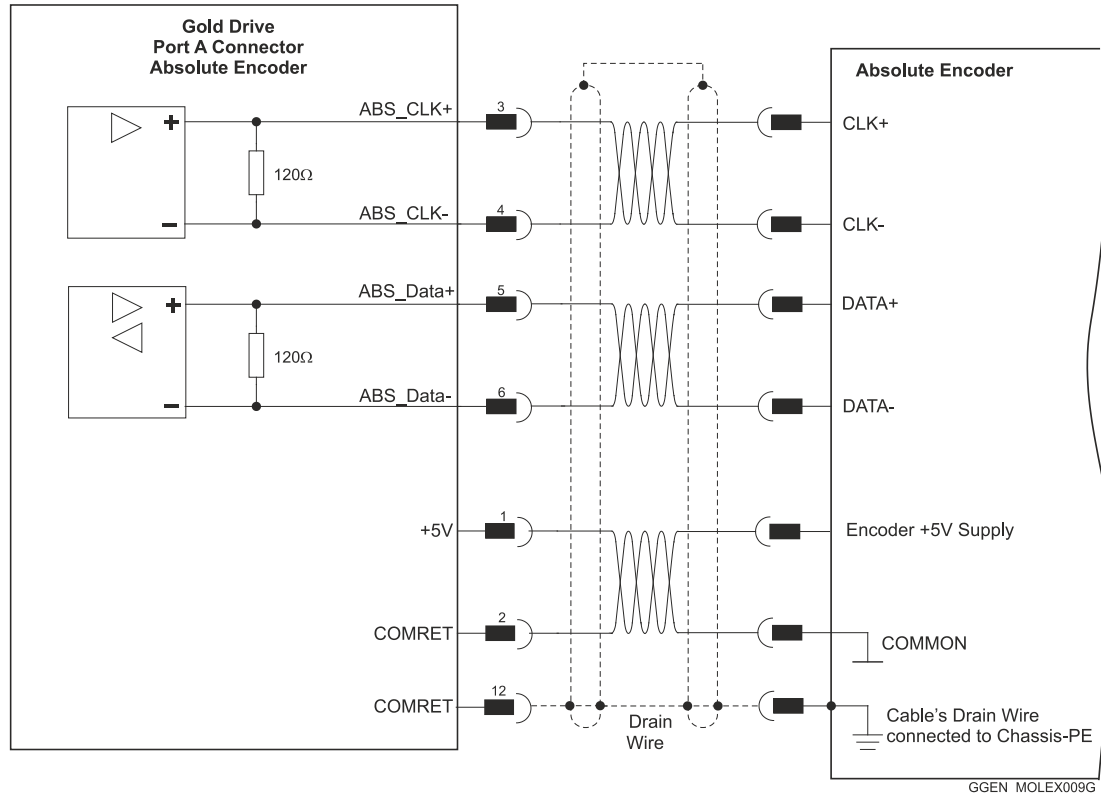 Gold Drive
Port A Connector
Absolute Encoder
Absolute Encoder
+
ABS_CLK+
3
CLK+
120Ω
-
ABS_CLK-
4
CLK-
+
ABS_Data+
5
DATA+
120Ω
-
ABS_Data-
6
DATA-
+5V
1
Encoder +5V Supply
COMRET
2
COMMON
COMRET
12
Drain
Wire
Cable's Drain Wire
connected to Chassis-PE
GGEN_MOLEX009G